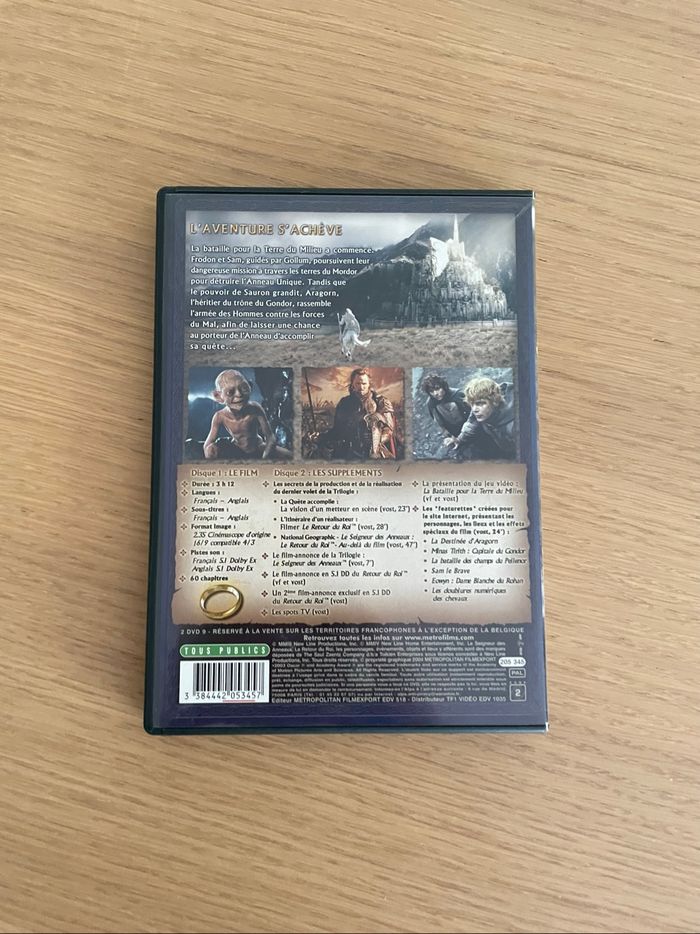 L'AVENTURE S'ACHÈVE
La bataille pour la Terre du Milieu a commencé.
Frodon et Sam, guidés par Gollum, poursuivent leur
dangereuse mission à travers les terres du Mordor
pour détruire l'Anneau Unique. Tandis que
le pouvoir de Sauron grandit, Aragorn,
l'héritier du trône du Gondor, rassemble
l'armée des Hommes contre les forces
du Mal, afin de laisser une chance
au porteur de l'Anneau d'accomplir
sa quête...
DISQUE 1 : LE FILM
Durée : 3 h 12
Langues :
Français - Anglais
Sous-titres :
Français - Anglais
Format Image :
2.35 Cinémascope d'origine
16/9 compatible 4/3
Pistes son :
Français 5.1 Dolby Ex
Anglais 5.1 Dolby Ex
60 chapitres
DISQUE 2 : LES SUPPLEMENTS
Les secrets de la production et de la réalisation
du dernier volet de la Trilogie :
• La Quête accomplie :
La vision d'un metteur en scène (vost, 23')
• L'Itinéraire d'un réalisateur :
Filmer Le Retour du Roi™ (vost, 28')
• National Geographic - Le Seigneur des Anneaux :
Le Retour du Roi™ - Au-delà du film (vost, 47')
Le film-annonce de la Trilogie :
Le Seigneur des Anneaux™ (vost, 7')
Le film-annonce en 5.1 DD du Retour du Roi™
(vf et vost)
Un 2ème film-annonce exclusif en 5.1 DD
du Retour du Roi™ (vost)
Les spots TV (vost)
La présentation du jeu vidéo :
La Bataille pour la Terre du Milieu
(vf et vost)
Les "featurettes" créées pour
le site Internet, présentant les
personnages, les lieux et les effets
spéciaux du film (vost, 24') :
• La Destinée d'Aragorn
• Minas Tirith : Capitale du Gondor
• La bataille des champs du Pellenor
• Sam le Brave
• Eowyn : Dame Blanche du Rohan
• Les doublures numériques
des chevaux
2 DVD 9 - RÉSERVÉ À LA VENTE SUR LES TERRITOIRES FRANCOPHONES À L'EXCEPTION DE LA BELGIQUE
Retrouvez toutes les infos sur www.metrofilms.com
TOUS PUBLICS
205 348
PAL
2
3 384442 053457
Editeur METROPOLITAN FILMEXPORT EDV 518 - Distributeur TF1 VIDÉO EDV 1035